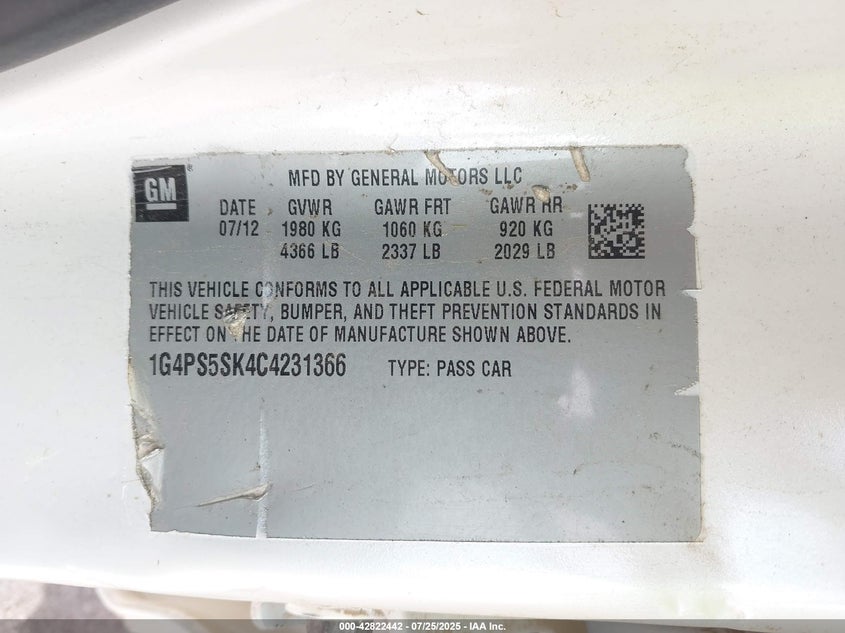 GM ®
MFD BY GENERAL MOTORS LLC
DATE GVWR GAWR FRT GAWR RR
07/12 1980 KG 1060 KG 920 KG
4366 LB 2337 LB 2029 LB
THIS VEHICLE CONFORMS TO ALL APPLICABLE U.S. FEDERAL MOTOR
VEHICLE SAFETY, BUMPER, AND THEFT PREVENTION STANDARDS IN
EFFECT ON THE DATE OF MANUFACTURE SHOWN ABOVE.
1G4PS5SK4C4231366 TYPE: PASS CAR
000-42822442 - 07/25/2025 - IAA Inc.